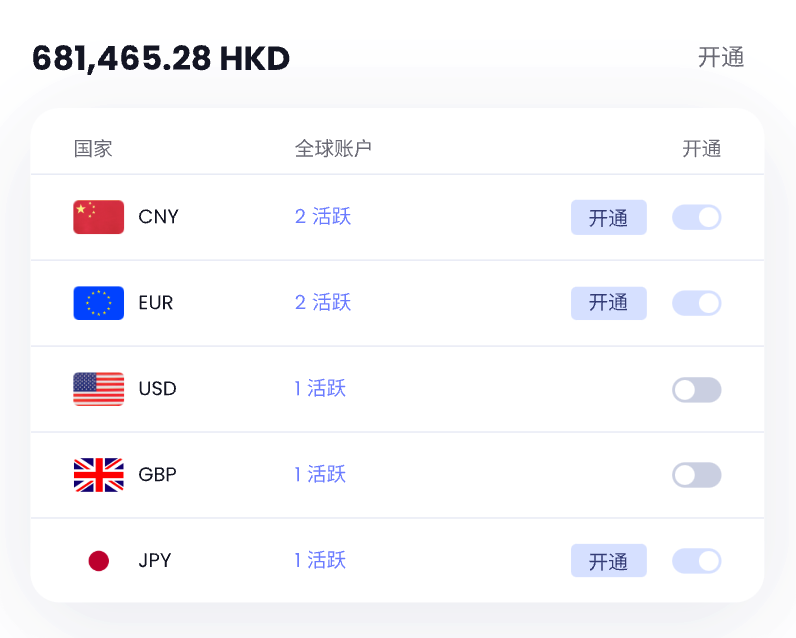 681,465.28 HKD 开通
国家 全球账户 开通
CNY 2 活跃 开通
EUR 2 活跃 开通
USD 1 活跃
GBP 1 活跃
JPY 1 活跃 开通